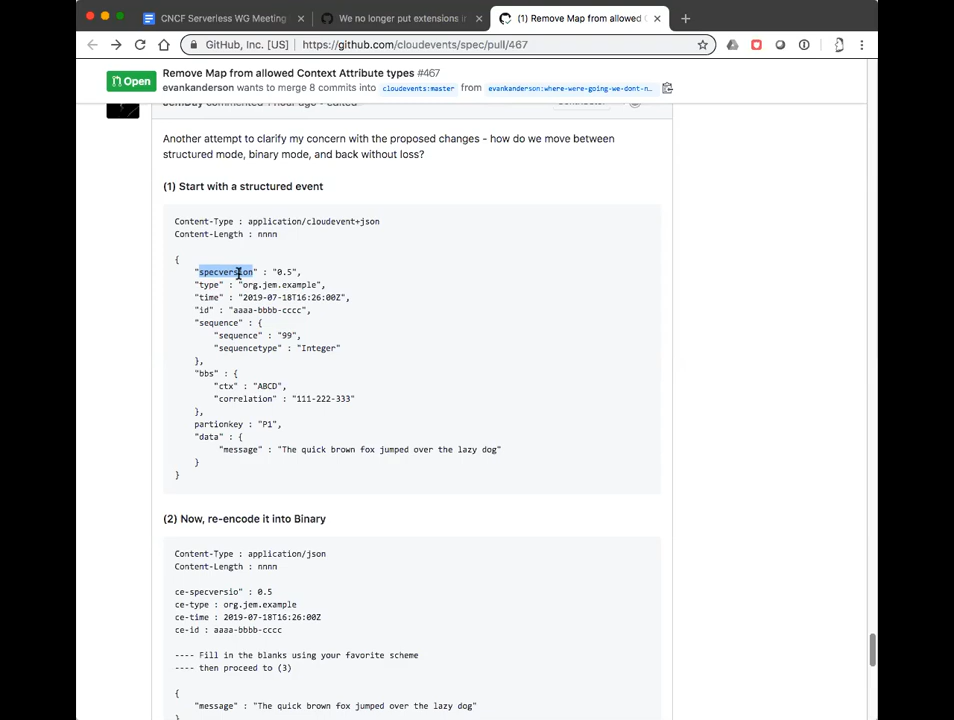 CNCF Serverless WG Meeting
We no longer put extensions i
(1) Remove Map from allowed
GitHub, Inc. [US] | https://github.com/cloudevents/spec/pull/467
Open
Remove Map from allowed Context Attribute types #467
evankanderson wants to merge 8 commits into cloudevents:master from evankanderson:where-were-going-we-dont-n…
JemDay commented 1 hour ago • edited
Contributor
Another attempt to clarify my concern with the proposed changes - how do we move between
structured mode, binary mode, and back without loss?
(1) Start with a structured event
Content-Type : application/cloudevent+json
Content-Length : nnnn
{
"specversion" : "0.5",
"type" : "org.jem.example",
"time" : "2019-07-18T16:26:00Z",
"id" : "aaaa-bbbb-cccc",
"sequence" : {
"sequence" : "99",
"sequencetype" : "Integer"
},
"bbs" : {
"ctx" : "ABCD",
"correlation" : "111-222-333"
},
partionkey : "P1",
"data" : {
"message" : "The quick brown fox jumped over the lazy dog"
}
}
(2) Now, re-encode it into Binary
Content-Type : application/json
Content-Length : nnnn
ce-specversio" : 0.5
ce-type : org.jem.example
ce-time : 2019-07-18T16:26:00Z
ce-id : aaaa-bbbb-cccc
---- Fill in the blanks using your favorite scheme
---- then proceed to (3)
{
"message" : "The quick brown fox jumped over the lazy dog"
}